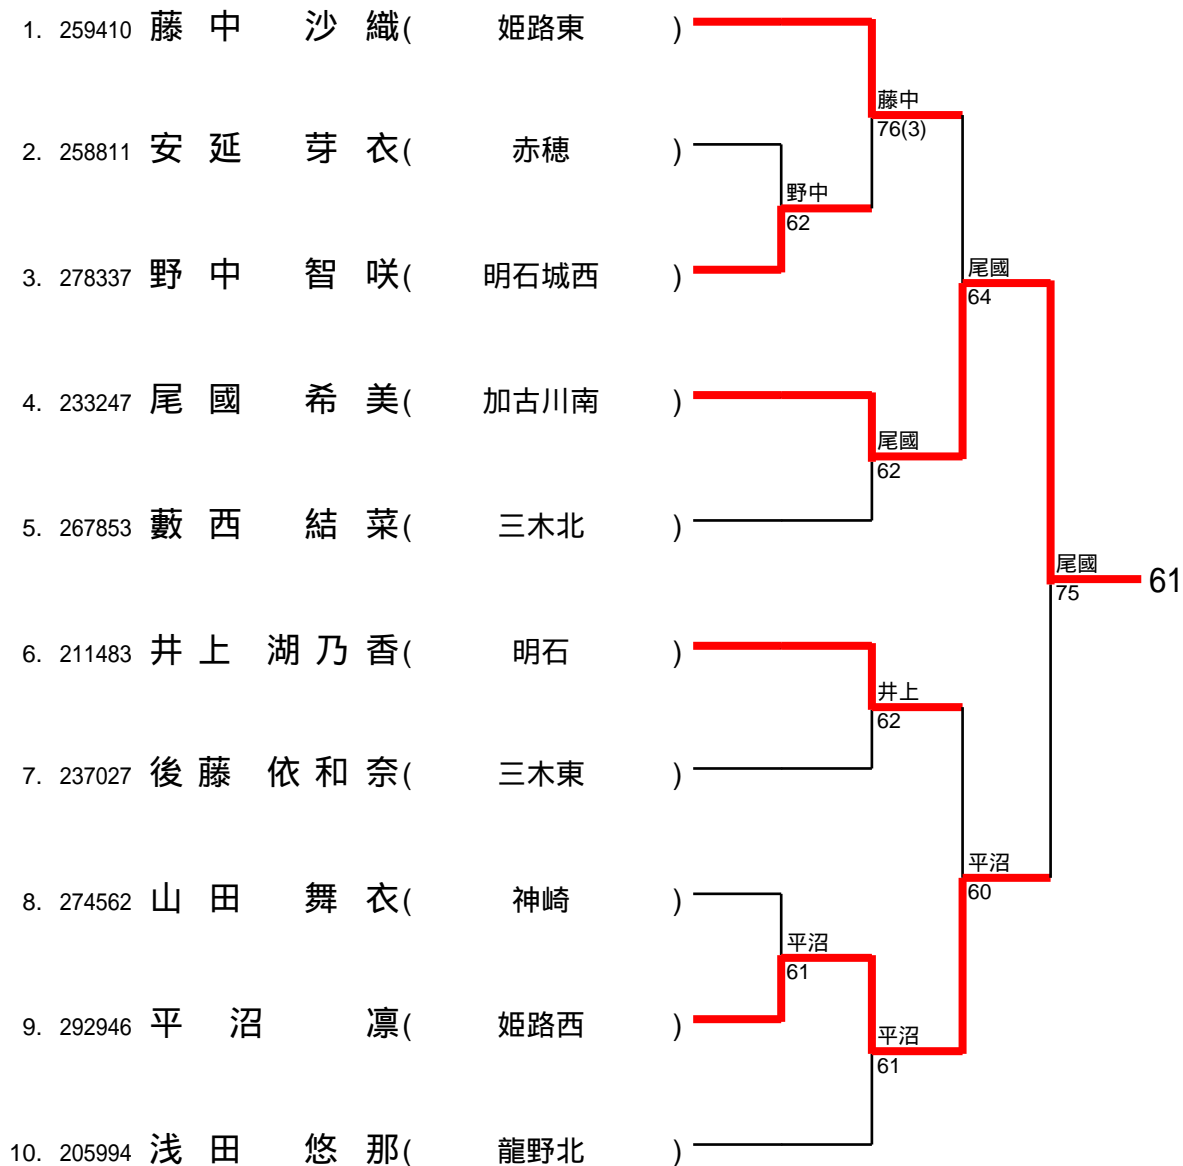 1. 259410 藤中 沙織( 姫路東 )
藤中
76(3)
2. 258811 安延 芽衣( 赤穂 )
野中
62
3. 278337 野中 智咲( 明石城西 )
尾國
64
4. 233247 尾國 希美( 加古川南 )
尾國
62
5. 267853 藪西 結菜( 三木北 )
尾國
75
61
6. 211483 井上 湖乃香( 明石 )
井上
62
7. 237027 後藤 依和奈( 三木東 )
平沼
60
8. 274562 山田 舞衣( 神崎 )
平沼
61
9. 292946 平沼 凛( 姫路西 )
平沼
61
10. 205994 浅田 悠那( 龍野北 )